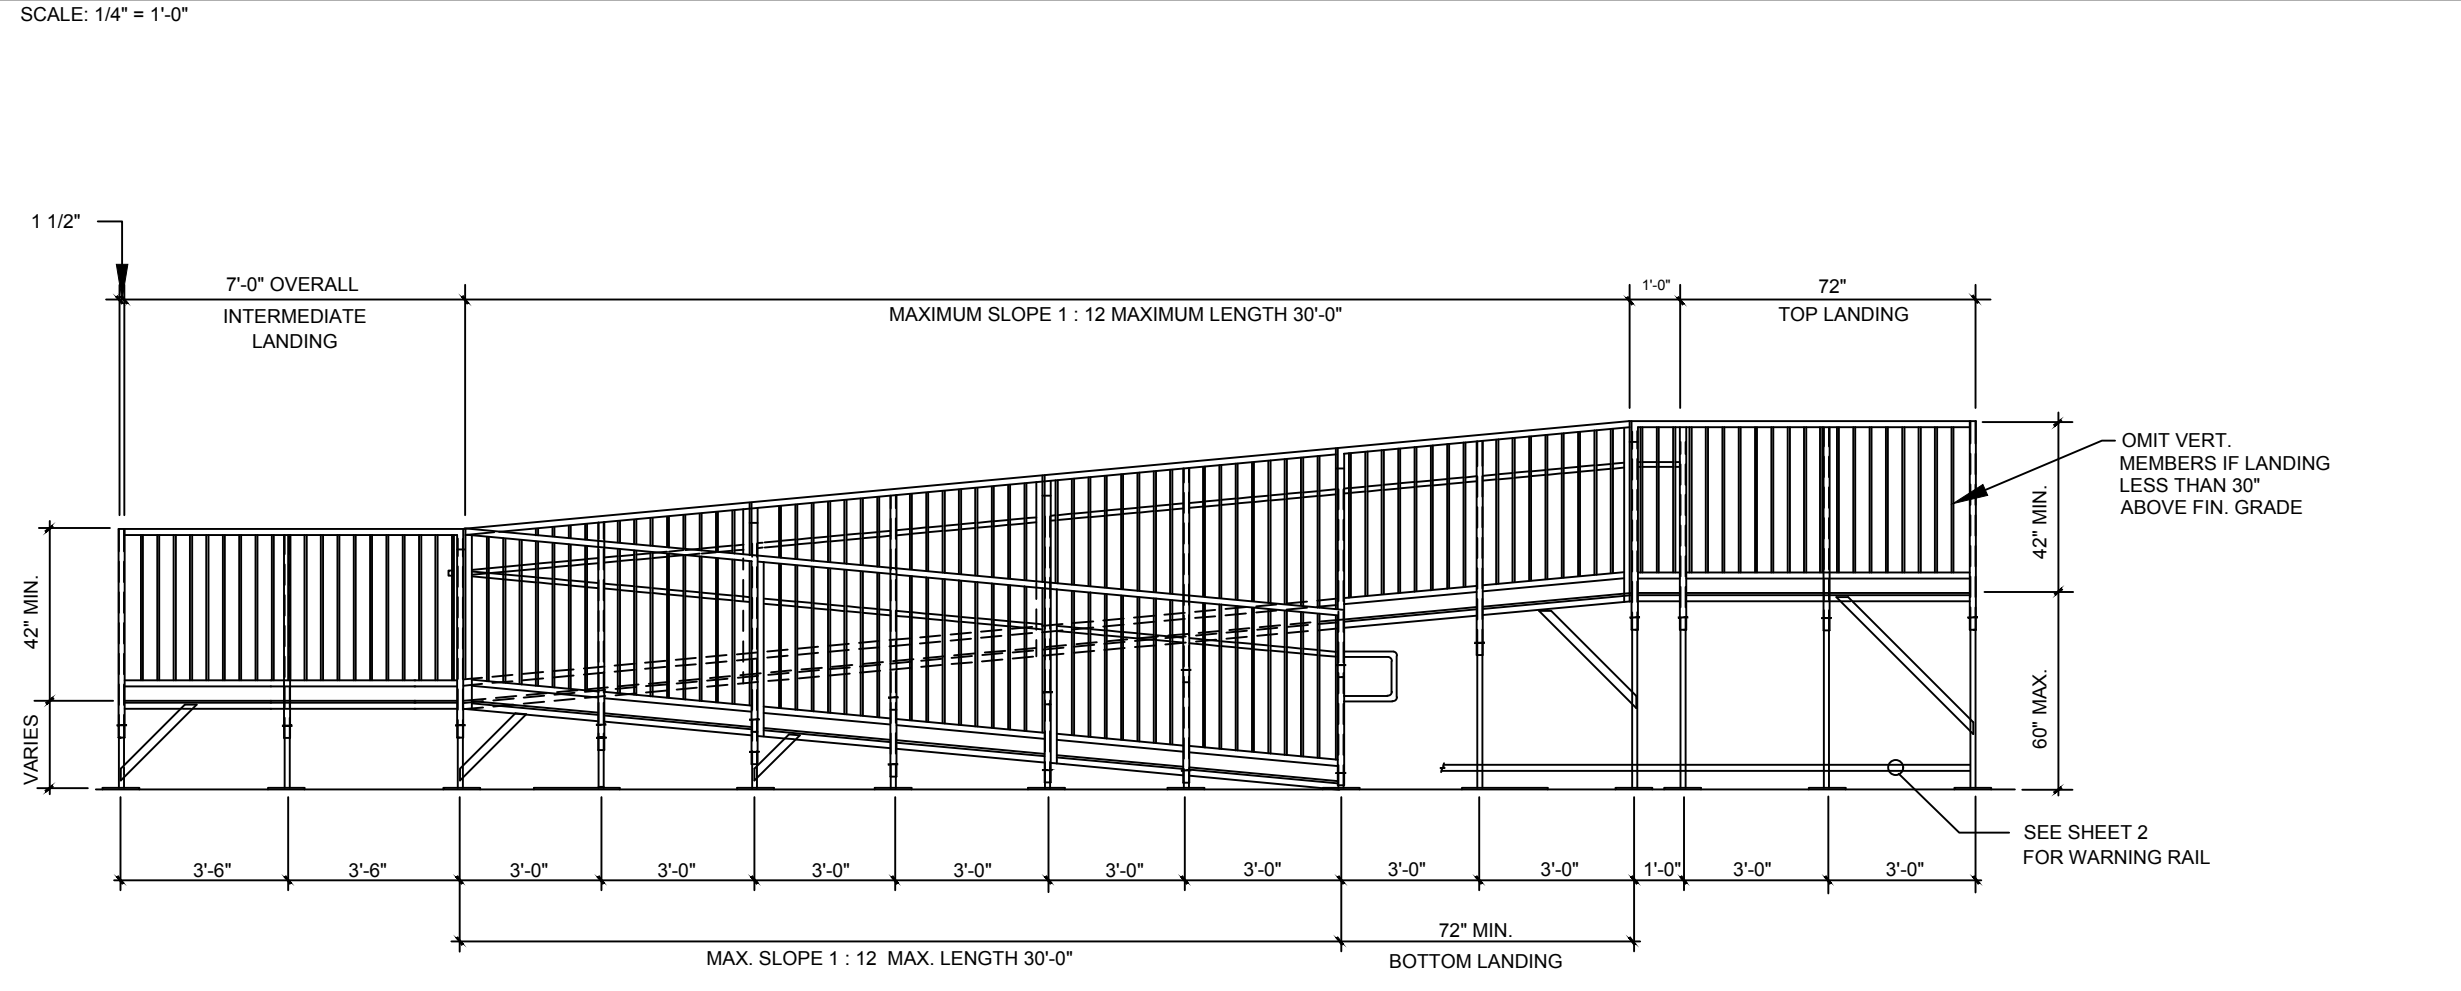 SCALE: 1/4" = 1'-0"
1 1/2"
7'-0" OVERALL
INTERMEDIATE
LANDING
MAXIMUM SLOPE 1 : 12 MAXIMUM LENGTH 30'-0"
1'-0"
72"
TOP LANDING
OMIT VERT.
MEMBERS IF LANDING
LESS THAN 30"
ABOVE FIN. GRADE
42" MIN.
42" MIN.
VARIES
60" MAX.
SEE SHEET 2
FOR WARNING RAIL
3'-6"
3'-6"
3'-0"
3'-0"
3'-0"
3'-0"
3'-0"
3'-0"
3'-0"
3'-0"
1'-0"
3'-0"
3'-0"
MAX. SLOPE 1 : 12 MAX. LENGTH 30'-0"
72" MIN.
BOTTOM LANDING